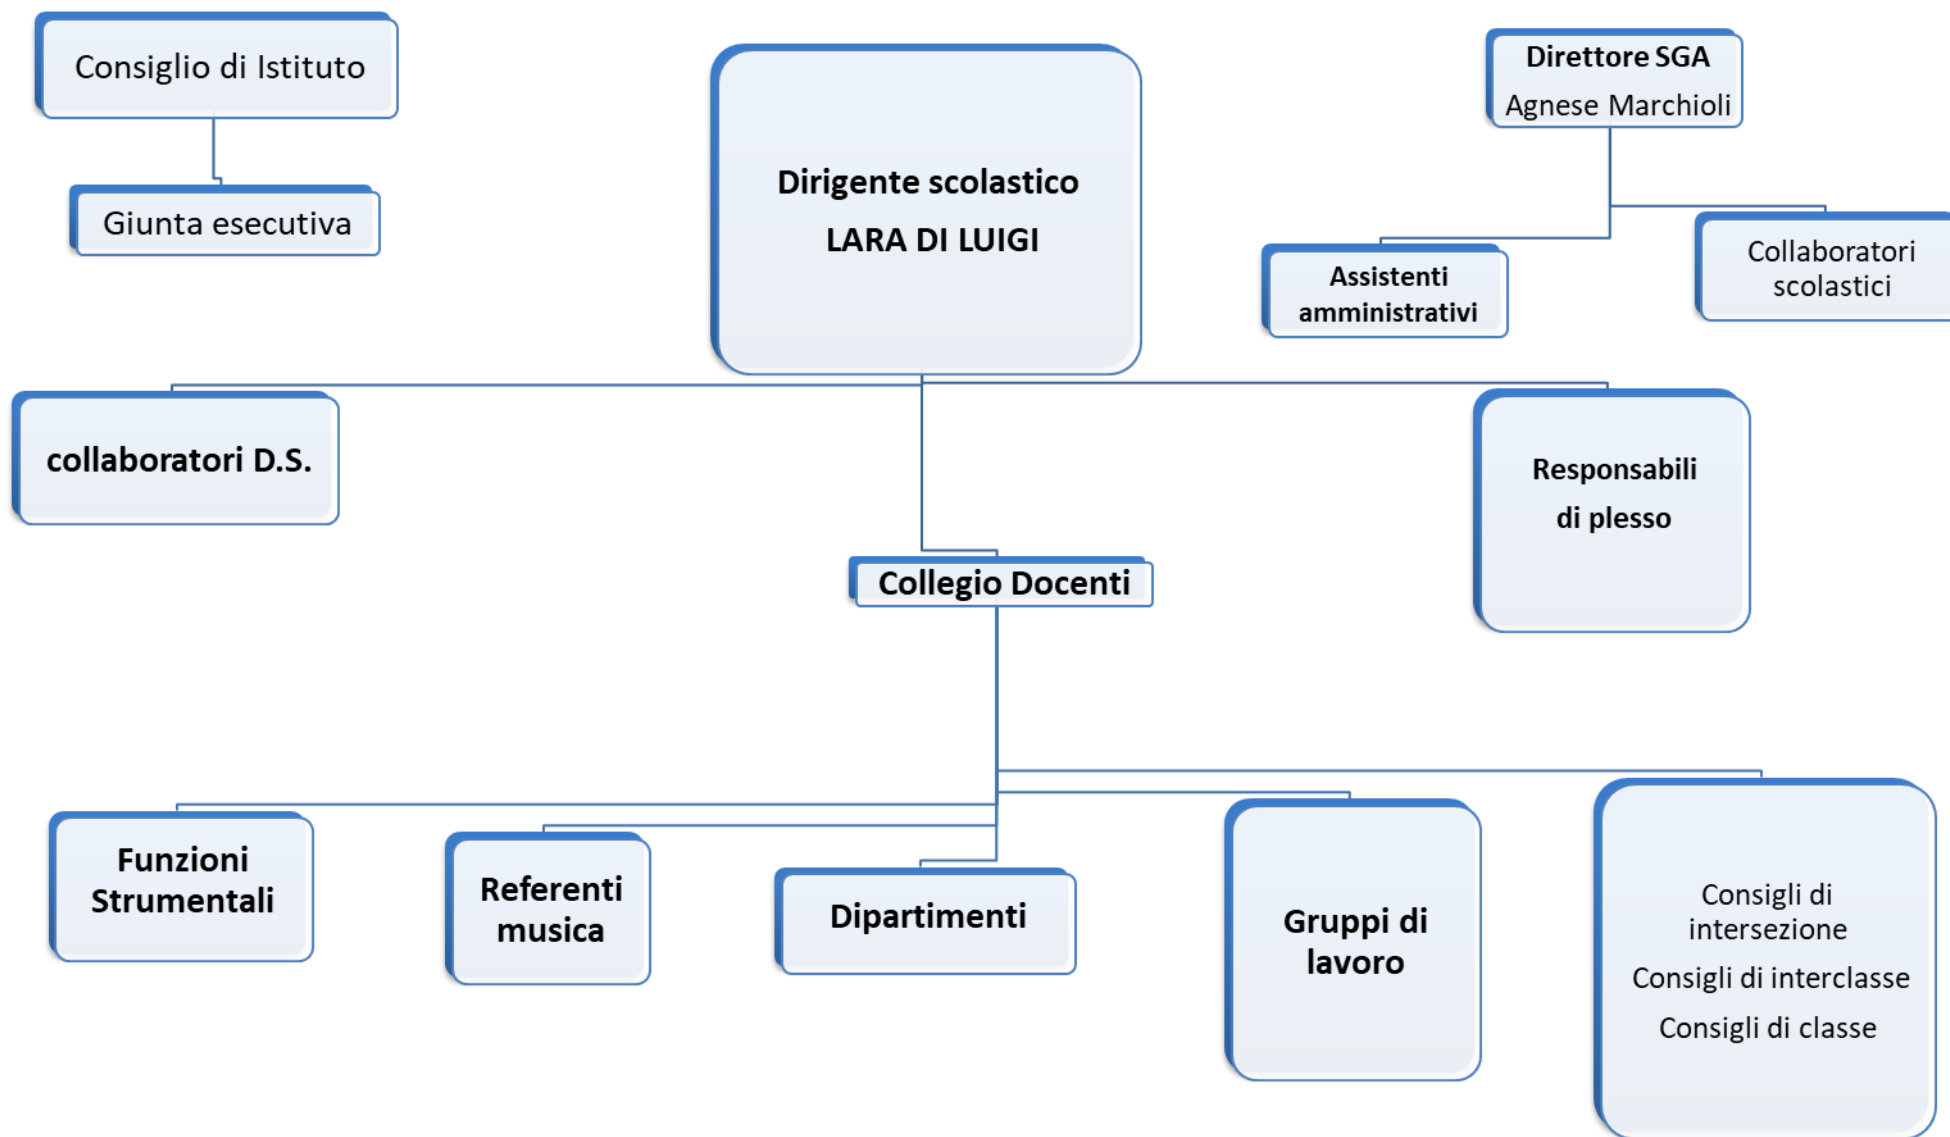 Consiglio di Istituto
Giunta esecutiva
Dirigente scolastico
LARA DI LUIGI
Direttore SGA
Agnese Marchioli
Assistenti
amministrativi
Collaboratori
scolastici
collaboratori D.S.
Responsabili
di plesso
Collegio Docenti
Funzioni
Strumentali
Referenti
musica
Dipartimenti
Gruppi di
lavoro
Consigli di
intersezione
Consigli di interclasse
Consigli di classe